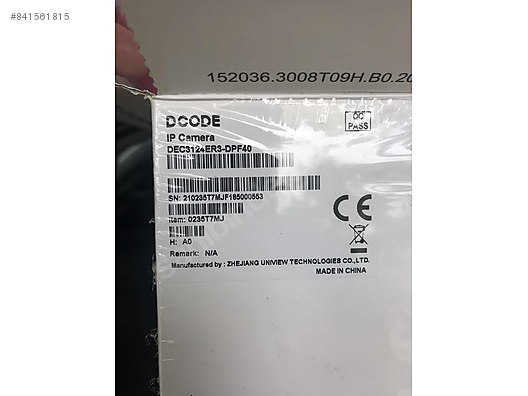 #841561815
152036.3008T09H.B0.20
DCODE
IP Camera
DEC3124ER3-DPF40
QC
PASS
SN: 210235T7MJF185000553
Item: 0235T7MJ
CE
H: A0
Remark: N/A
Manufactured by : ZHEJIANG UNIVIEW TECHNOLOGIES CO.,LTD.
MADE IN CHINA